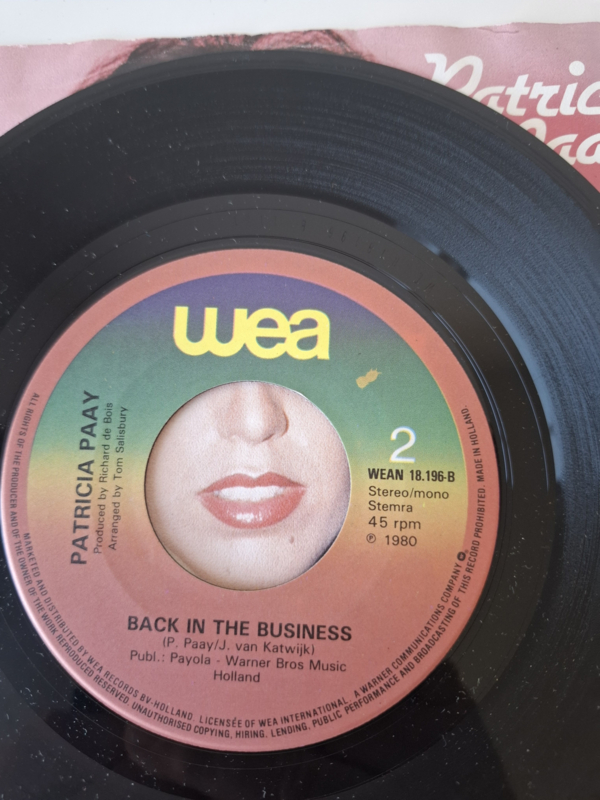 Patric
Paa
wea
2
WEAN 18.196-B
Stereo/mono
Stemra
45 rpm
℗ 1980
PATRICIA PAAY
Produced by Richard de Bois
Arranged by Tom Salisbury
BACK IN THE BUSINESS
(P. Paay/J. van Katwijk)
Publ.: Payola - Warner Bros Music
Holland
ALL RIGHTS OF THE PRODUCER AND OF THE OWNER OF THE WORK REPRODUCED RESERVED. UNAUTHORISED COPYING, HIRING, LENDING, PUBLIC PERFORMANCE AND BROADCASTING OF THIS RECORD PROHIBITED. MADE IN HOLLAND.
MARKETED AND DISTRIBUTED BY WEA RECORDS BV-HOLLAND. LICENSÉE OF WEA INTERNATIONAL. A WARNER COMMUNICATIONS COMPANY